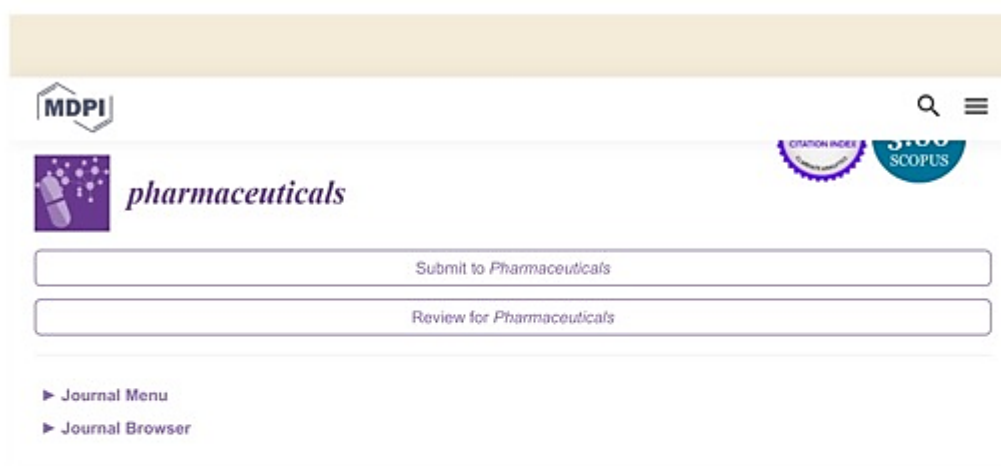 MDPI
CITATION INDEX
SCOPUS
pharmaceuticals
Submit to Pharmaceuticals
Review for Pharmaceuticals
► Journal Menu
► Journal Browser